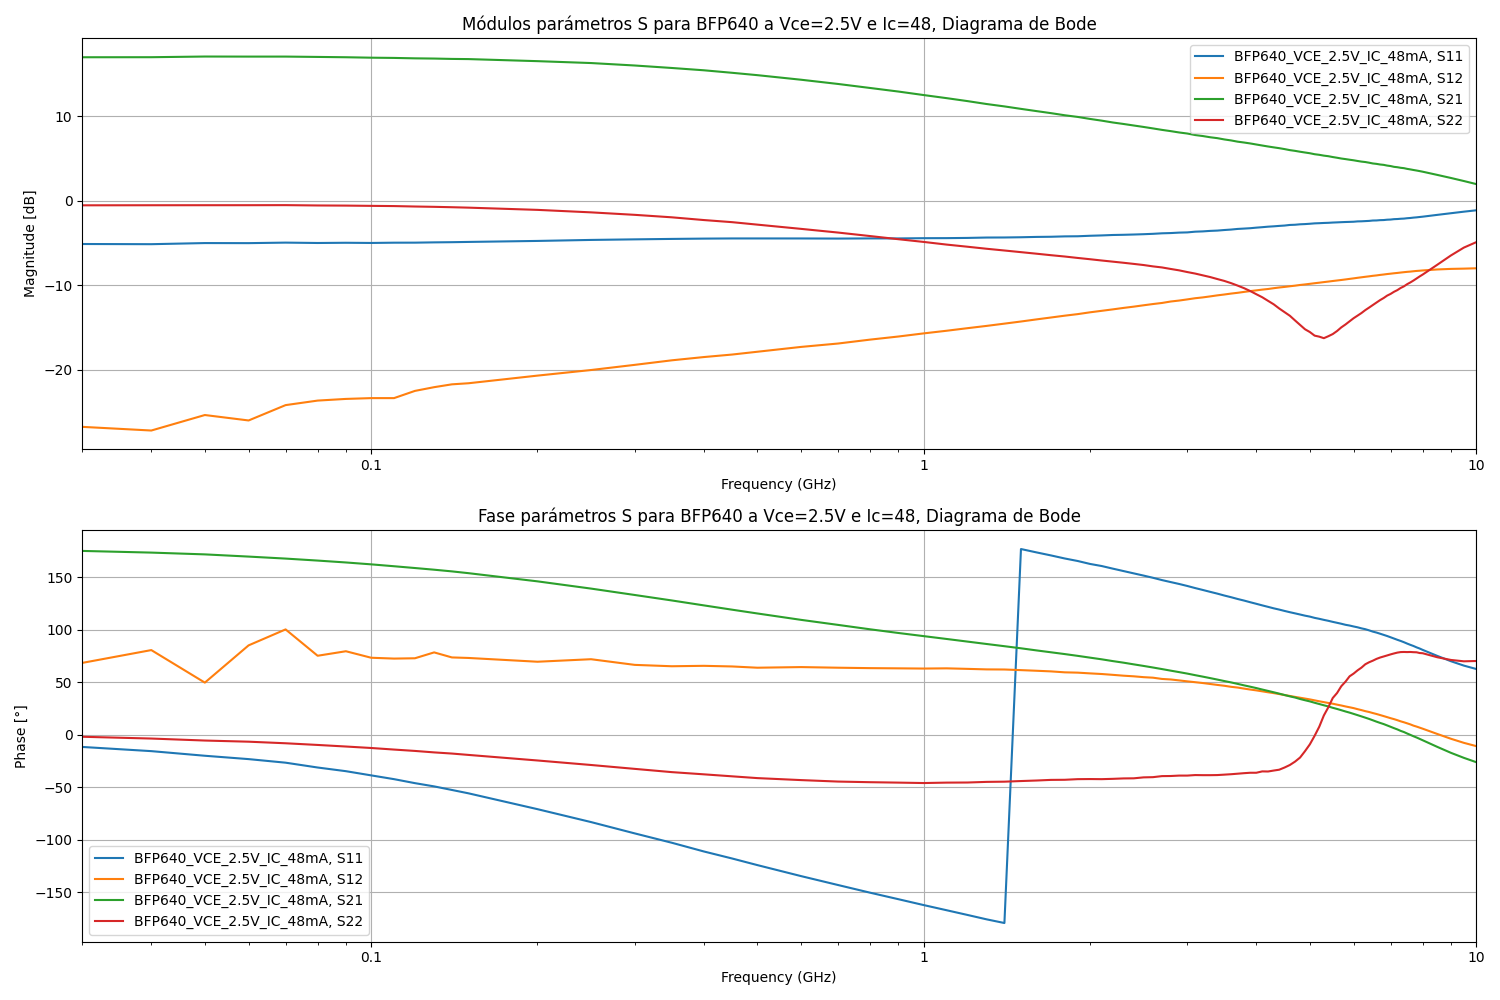 Módulos parámetros S para BFP640 a Vce=2.5V e Ic=48, Diagrama de Bode
BFP640_VCE_2.5V_IC_48mA, S11
BFP640_VCE_2.5V_IC_48mA, S12
BFP640_VCE_2.5V_IC_48mA, S21
BFP640_VCE_2.5V_IC_48mA, S22
Magnitude [dB]
10
0
−10
−20
0.1
1
10
Frequency (GHz)
Fase parámetros S para BFP640 a Vce=2.5V e Ic=48, Diagrama de Bode
Phase [°]
150
100
50
0
−50
−100
−150
BFP640_VCE_2.5V_IC_48mA, S11
BFP640_VCE_2.5V_IC_48mA, S12
BFP640_VCE_2.5V_IC_48mA, S21
BFP640_VCE_2.5V_IC_48mA, S22
0.1
1
10
Frequency (GHz)